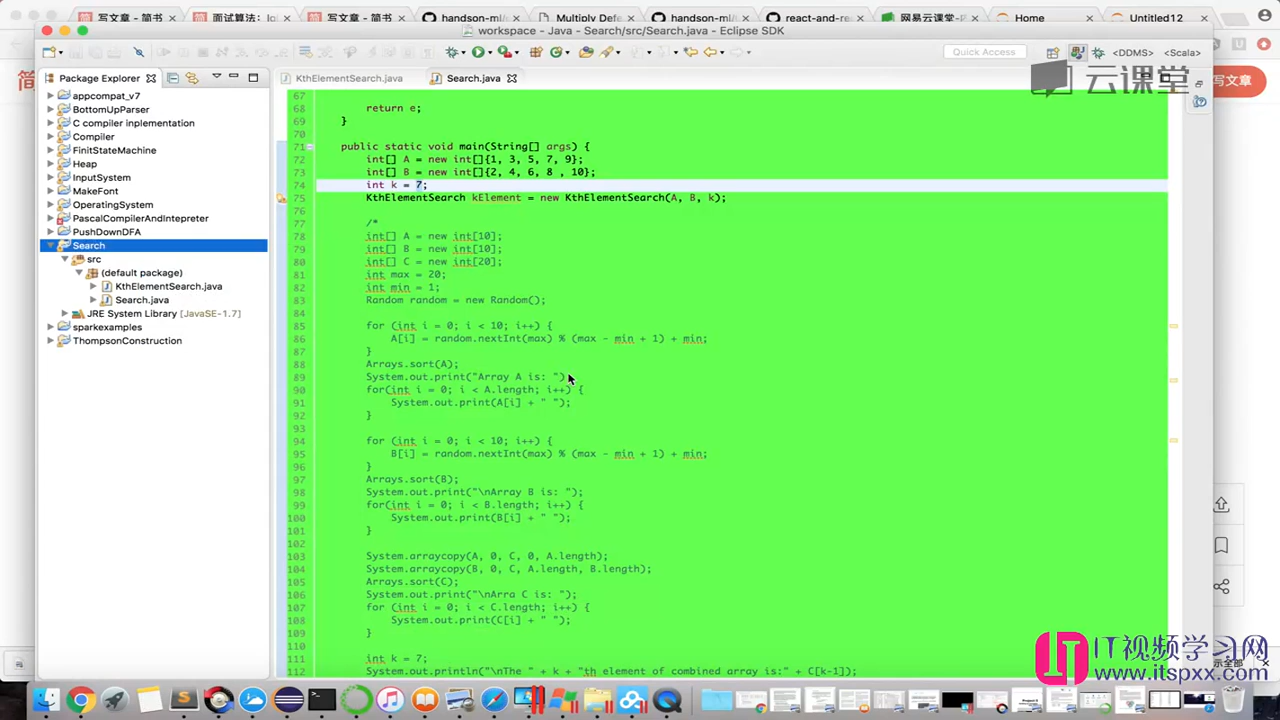 写文章 - 简书
面试算法：lo
写文章 - 简书
handson-ml/
Multiply Def
handson-ml
react-and-re
网易云课堂-
Home
Untitled12
workspace - Java - Search/src/Search.java - Eclipse SDK
Quick Access
<DDMS>
<Scala>
云课堂
写文章
Package Explorer
KthElementSearch.java
Search.java
appcompat_v7
BottomUpParser
C compiler inplementation
Compiler
FinitStateMachine
Heap
InputSystem
MakeFont
OperatingSystem
PascalCompilerAndIntepreter
PushDownDFA
Search
src
(default package)
KthElementSearch.java
Search.java
JRE System Library [JavaSE-1.7]
sparkexamples
ThompsonConstruction
67
68 return e;
69 }
70
71 public static void main(String[] args) {
72 int[] A = new int[]{1, 3, 5, 7, 9};
73 int[] B = new int[]{2, 4, 6, 8 , 10};
74 int k = 7;
75 KthElementSearch kElement = new KthElementSearch(A, B, k);
76
77 /*
78 int[] A = new int[10];
79 int[] B = new int[10];
80 int[] C = new int[20];
81 int max = 20;
82 int min = 1;
83 Random random = new Random();
84
85 for (int i = 0; i < 10; i++) {
86 A[i] = random.nextInt(max) % (max - min + 1) + min;
87 }
88 Arrays.sort(A);
89 System.out.print("Array A is: ")
90 for(int i = 0; i < A.length; i++) {
91 System.out.print(A[i] + " ");
92 }
93
94 for (int i = 0; i < 10; i++) {
95 B[i] = random.nextInt(max) % (max - min + 1) + min;
96 }
97 Arrays.sort(B);
98 System.out.print("\nArray B is: ");
99 for(int i = 0; i < B.length; i++) {
100 System.out.print(B[i] + " ");
101 }
102
103 System.arraycopy(A, 0, C, 0, A.length);
104 System.arraycopy(B, 0, C, A.length, B.length);
105 Arrays.sort(C);
106 System.out.print("\nArra C is: ");
107 for (int i = 0; i < C.length; i++) {
108 System.out.print(C[i] + " ");
109 }
110
111 int k = 7;
112 System.out.println("\nThe " + k + "th element of combined array is:" + C[k-1]);
IT视频学习网
www.itspxx.com
示全部